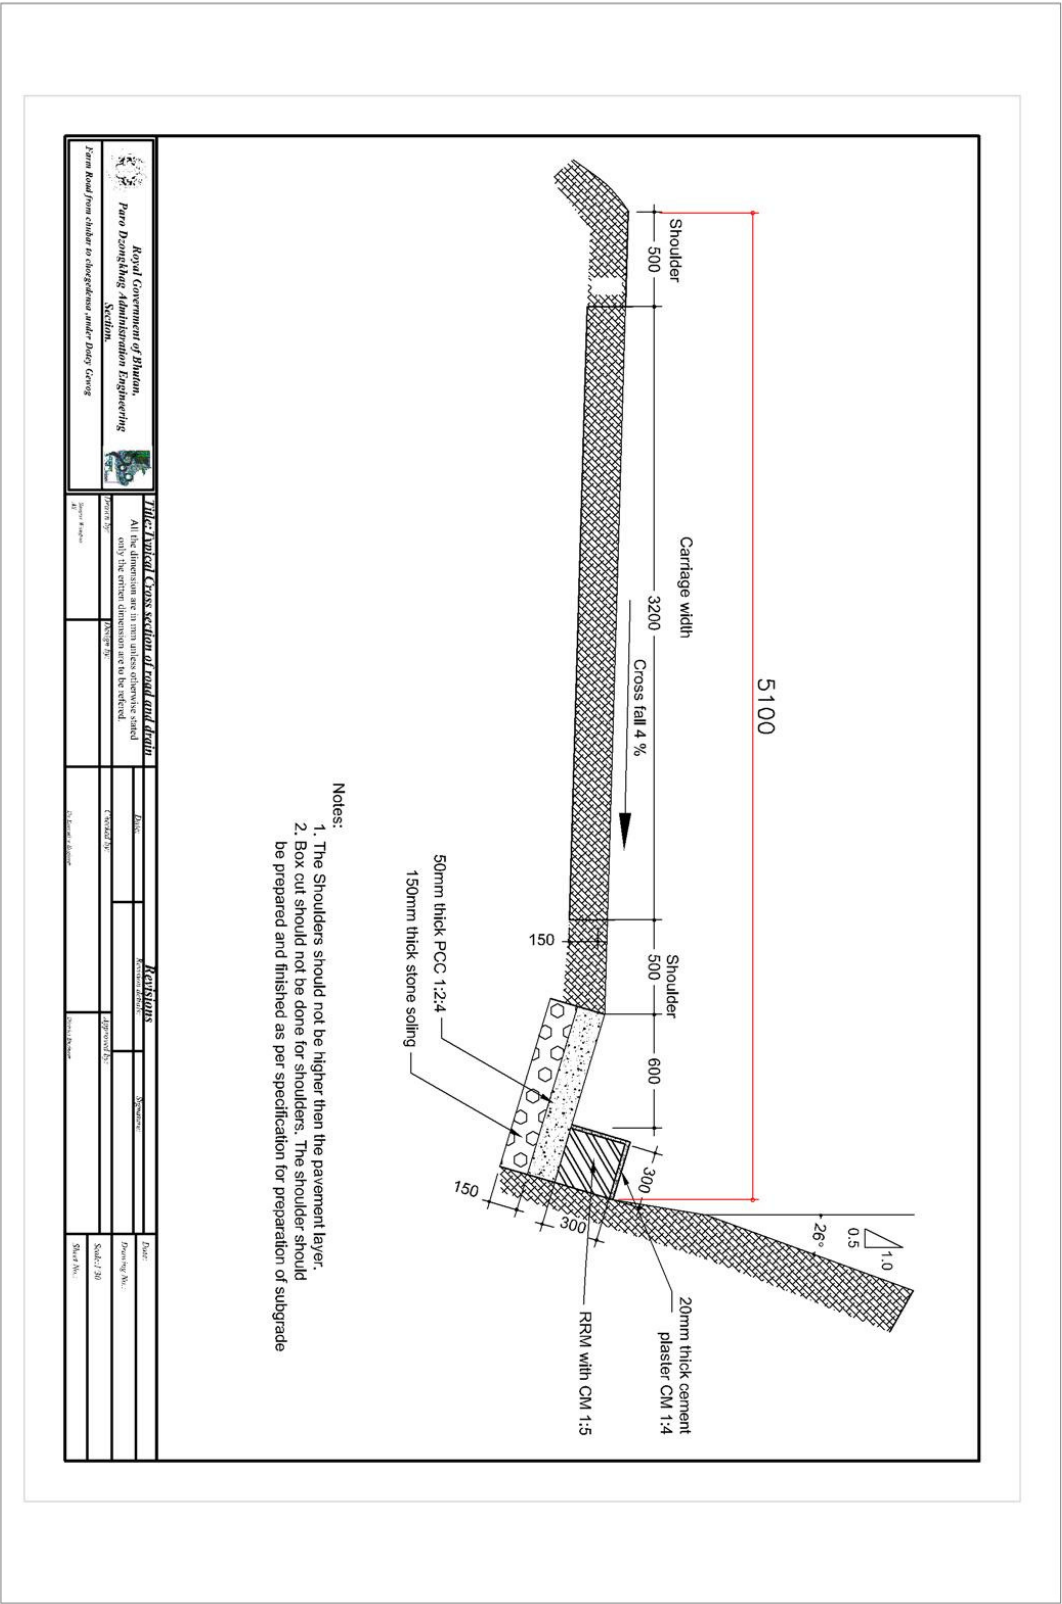 5100
Shoulder
500
Carriage width
3200
Cross fall 4 %
Shoulder
500
600
150
300
300
150
26°
1.0
0.5
20mm thick cement
plaster CM 1:4
RRM with CM 1:5
50mm thick PCC 1:2:4
150mm thick stone soling
Notes:
1. The Shoulders should not be higher then the pavement layer.
2. Box cut should not be done for shoulders. The shoulder should
be prepared and finished as per specification for preparation of subgrade
Royal Government of Bhutan,
Paro Dzongkhag Administration Engineering
Section.
Farm Road from chubar to choegedensa ,under Dotey Gewog
Title:Typical Cross section of road and drain
All the dimension are in mm unless otherwise stated
only the eritten dimension are to be refered.
Drawn by:
Design by:
Checked by:
Approved by:
Revisions
Date:
Revision details:
Signature:
Date:
Drawing No.:
Scale:1:30
Sheet No.: